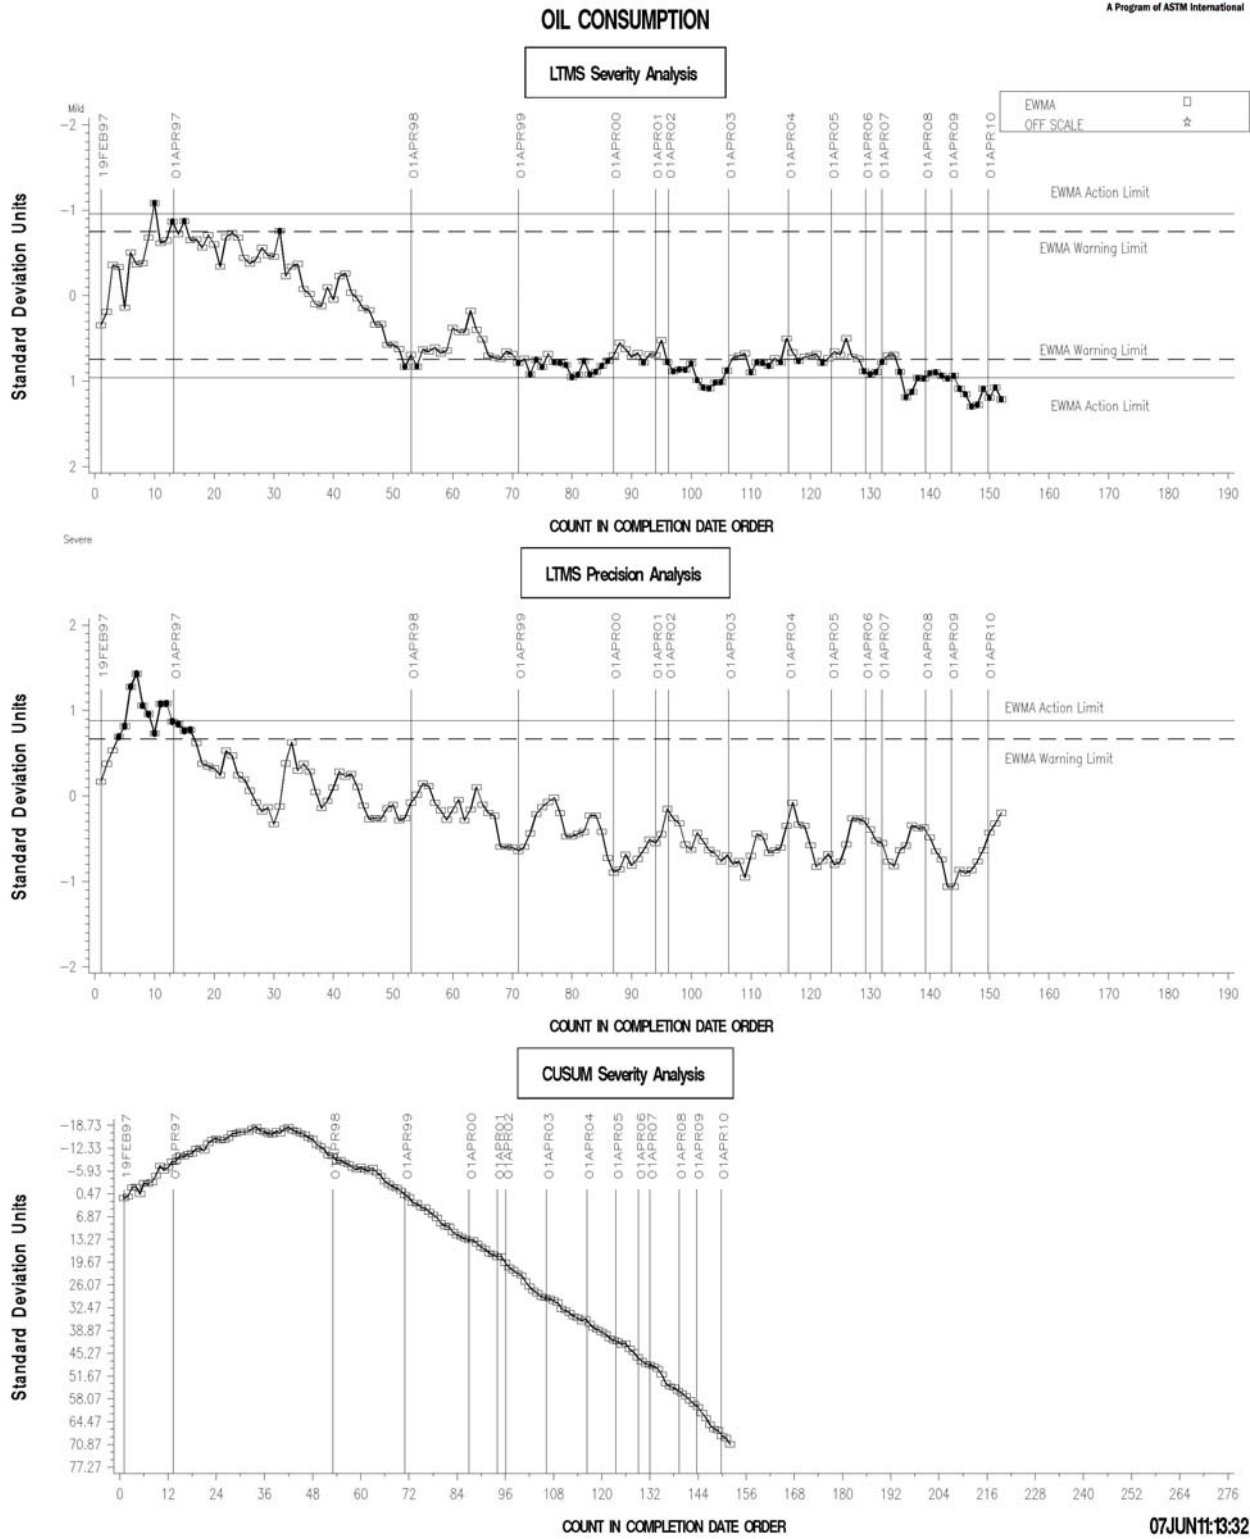 A Program of ASTM International
OIL CONSUMPTION
LTMS Severity Analysis
EWMA
OFF SCALE
Mild
Standard Deviation Units
-2
-1
0
1
2
19FEB97
01APR97
01APR98
01APR99
01APR00
01APR01
01APR02
01APR03
01APR04
01APR05
01APR06
01APR07
01APR08
01APR09
01APR10
EWMA Action Limit
EWMA Warning Limit
EWMA Warning Limit
EWMA Action Limit
0 10 20 30 40 50 60 70 80 90 100 110 120 130 140 150 160 170 180 190
COUNT IN COMPLETION DATE ORDER
Severe
LTMS Precision Analysis
Standard Deviation Units
2
1
0
-1
-2
19FEB97
01APR97
01APR98
01APR99
01APR00
01APR01
01APR02
01APR03
01APR04
01APR05
01APR06
01APR07
01APR08
01APR09
01APR10
EWMA Action Limit
EWMA Warning Limit
0 10 20 30 40 50 60 70 80 90 100 110 120 130 140 150 160 170 180 190
COUNT IN COMPLETION DATE ORDER
CUSUM Severity Analysis
Standard Deviation Units
-18.73
-12.33
-5.93
0.47
6.87
13.27
19.67
26.07
32.47
38.87
45.27
51.67
58.07
64.47
70.87
77.27
19FEB97
01APR97
01APR98
01APR99
01APR00
01APR01
01APR02
01APR03
01APR04
01APR05
01APR06
01APR07
01APR08
01APR09
01APR10
0 12 24 36 48 60 72 84 96 108 120 132 144 156 168 180 192 204 216 228 240 252 264 276
COUNT IN COMPLETION DATE ORDER
07JUN11:13:32